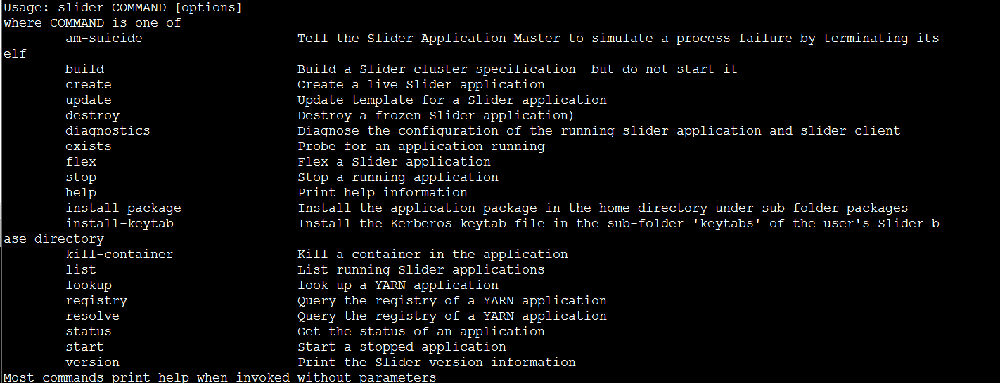 Usage: slider COMMAND [options]
where COMMAND is one of
am-suicide Tell the Slider Application Master to simulate a process failure by terminating its
elf
build Build a Slider cluster specification -but do not start it
create Create a live Slider application
update Update template for a Slider application
destroy Destroy a frozen Slider application)
diagnostics Diagnose the configuration of the running slider application and slider client
exists Probe for an application running
flex Flex a Slider application
stop Stop a running application
help Print help information
install-package Install the application package in the home directory under sub-folder packages
install-keytab Install the Kerberos keytab file in the sub-folder 'keytabs' of the user's Slider b
ase directory
kill-container Kill a container in the application
list List running Slider applications
lookup look up a YARN application
registry Query the registry of a YARN application
resolve Query the registry of a YARN application
status Get the status of an application
start Start a stopped application
version Print the Slider version information
Most commands print help when invoked without parameters